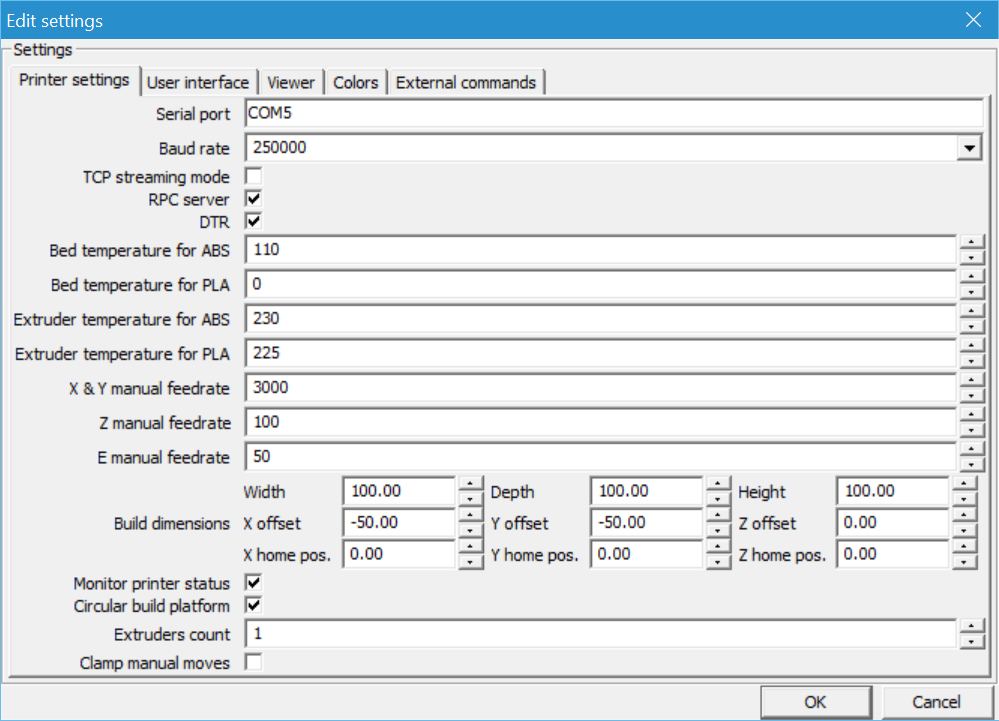 Edit settings
Settings
Printer settings User interface Viewer Colors External commands
Serial port COM5
Baud rate 250000
TCP streaming mode
RPC server
DTR
Bed temperature for ABS 110
Bed temperature for PLA 0
Extruder temperature for ABS 230
Extruder temperature for PLA 225
X & Y manual feedrate 3000
Z manual feedrate 100
E manual feedrate 50
Width 100.00 Depth 100.00 Height 100.00
Build dimensions X offset -50.00 Y offset -50.00 Z offset 0.00
X home pos. 0.00 Y home pos. 0.00 Z home pos. 0.00
Monitor printer status
Circular build platform
Extruders count 1
Clamp manual moves
OK Cancel